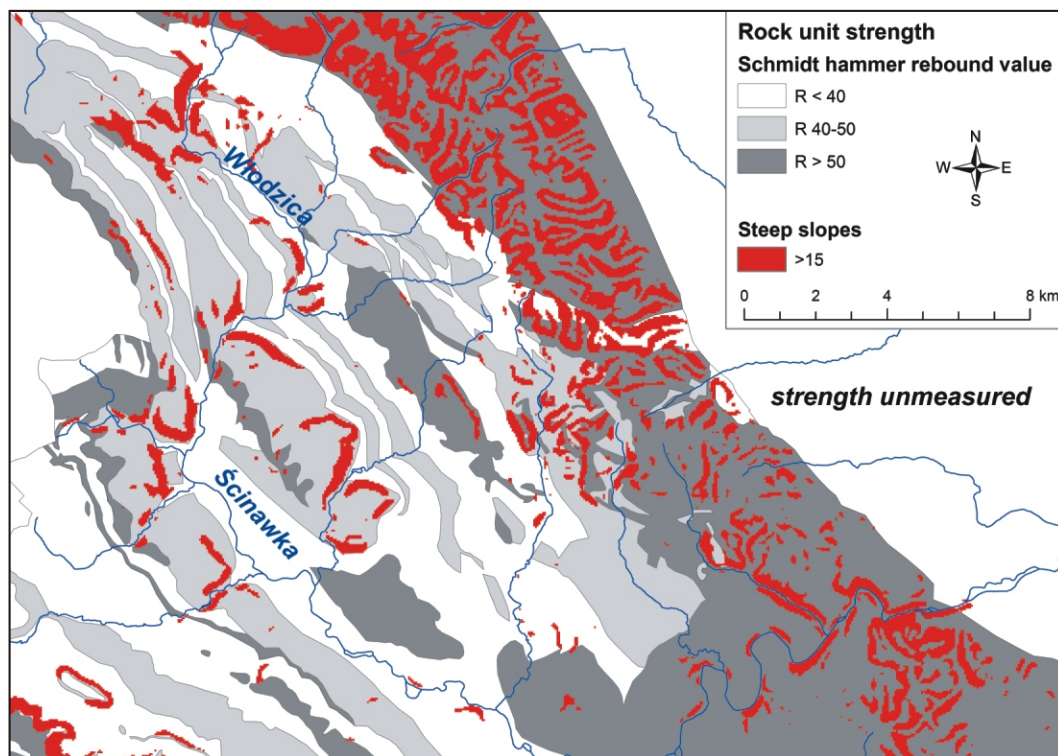 Rock unit strength
Schmidt hammer rebound value
R < 40
R 40-50
R > 50
N
W
E
S
Steep slopes
>15
0 2 4 8 km
strength unmeasured
Włodzica
Ścinawka